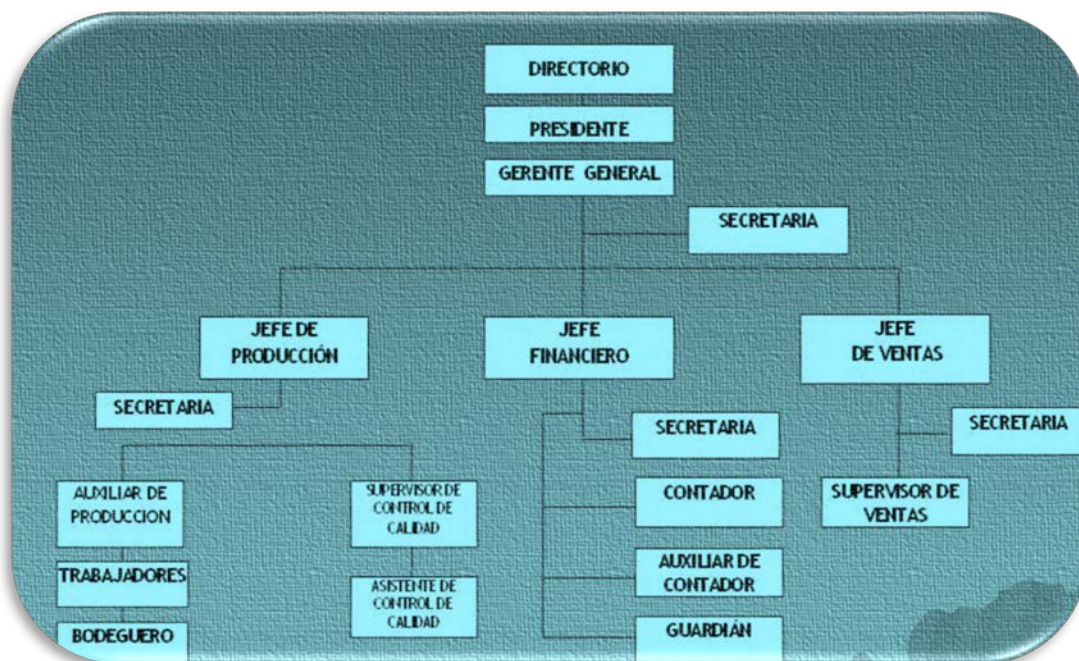 DIRECTORIO
PRESIDENTE
GERENTE GENERAL
SECRETARIA
JEFE DE
PRODUCCIÓN
JEFE
FINANCIERO
JEFE
DE VENTAS
SECRETARIA
SECRETARIA
SECRETARIA
AUXILIAR DE
PRODUCCION
SUPERVISOR DE
CONTROL DE
CALIDAD
CONTADOR
SUPERVISOR DE
VENTAS
TRABAJADORES
ASISTENTE DE
CONTROL DE
CALIDAD
AUXILIAR DE
CONTADOR
BODEGUERO
GUARDIÁN